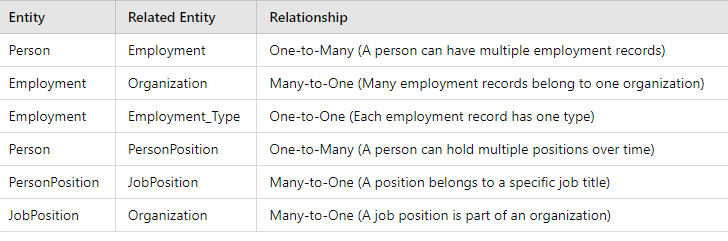 Entity Related Entity Relationship
Person Employment One-to-Many (A person can have multiple employment records)
Employment Organization Many-to-One (Many employment records belong to one organization)
Employment Employment_Type One-to-One (Each employment record has one type)
Person PersonPosition One-to-Many (A person can hold multiple positions over time)
PersonPosition JobPosition Many-to-One (A position belongs to a specific job title)
JobPosition Organization Many-to-One (A job position is part of an organization)